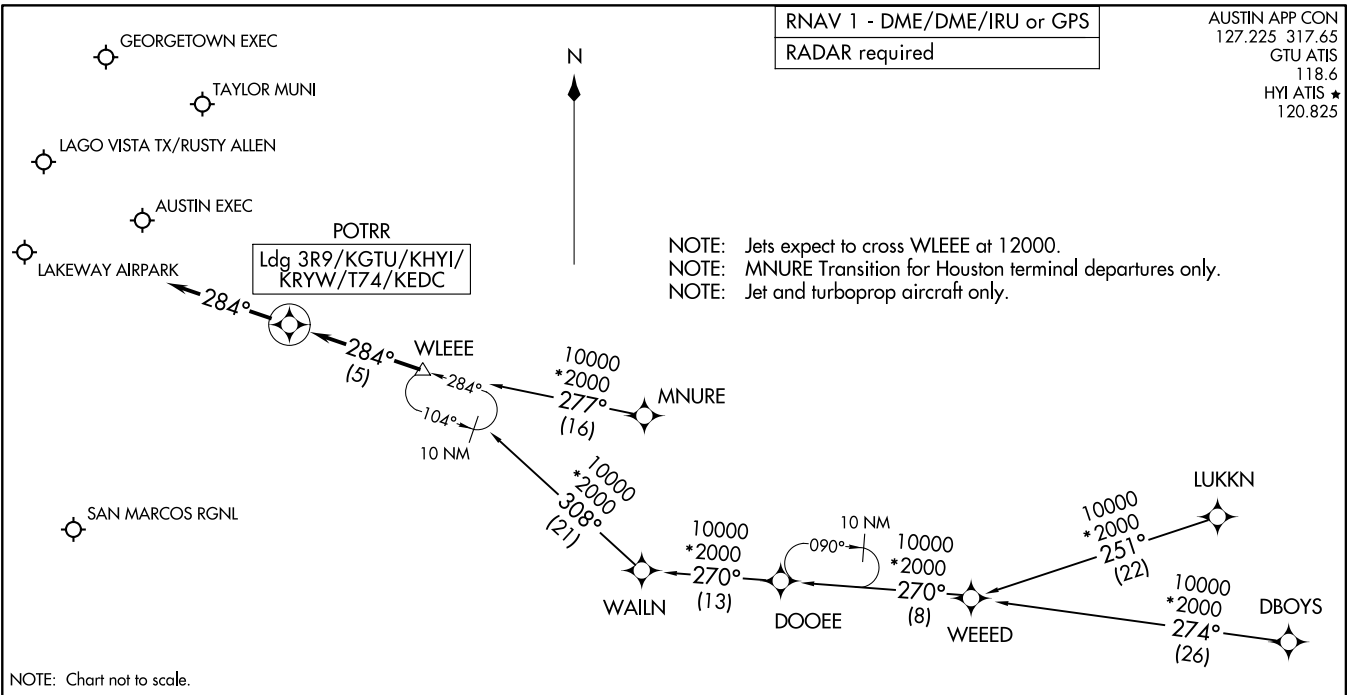 RNAV 1 - DME/DME/IRU or GPS
RADAR required
AUSTIN APP CON
127.225 317.65
GTU ATIS
118.6
HYI ATIS ★
120.825
GEORGETOWN EXEC
TAYLOR MUNI
LAGO VISTA TX/RUSTY ALLEN
AUSTIN EXEC
LAKEWAY AIRPARK
N
POTRR
Ldg 3R9/KGTU/KHYI/
KRYW/T74/KEDC
NOTE: Jets expect to cross WLEEE at 12000.
NOTE: MNURE Transition for Houston terminal departures only.
NOTE: Jet and turboprop aircraft only.
284°
284°
(5)
WLEEE
284°
104°
10 NM
10000
*2000
277°
(16)
MNURE
10000
*2000
308°
(21)
SAN MARCOS RGNL
WAILN
10000
*2000
270°
(13)
DOOEE
090°
10 NM
10000
*2000
270°
(8)
WEEED
10000
*2000
251°
(22)
LUKKN
10000
*2000
274°
(26)
DBOYS
NOTE: Chart not to scale.